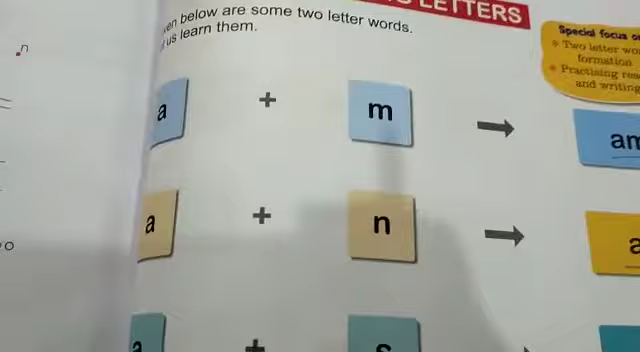 LETTERS
en below are some two letter words.
us learn them.
Special focus o
Two letter wo
formation
Practising rea
and writing
n
a + m → am
a + n → a
o
a + s